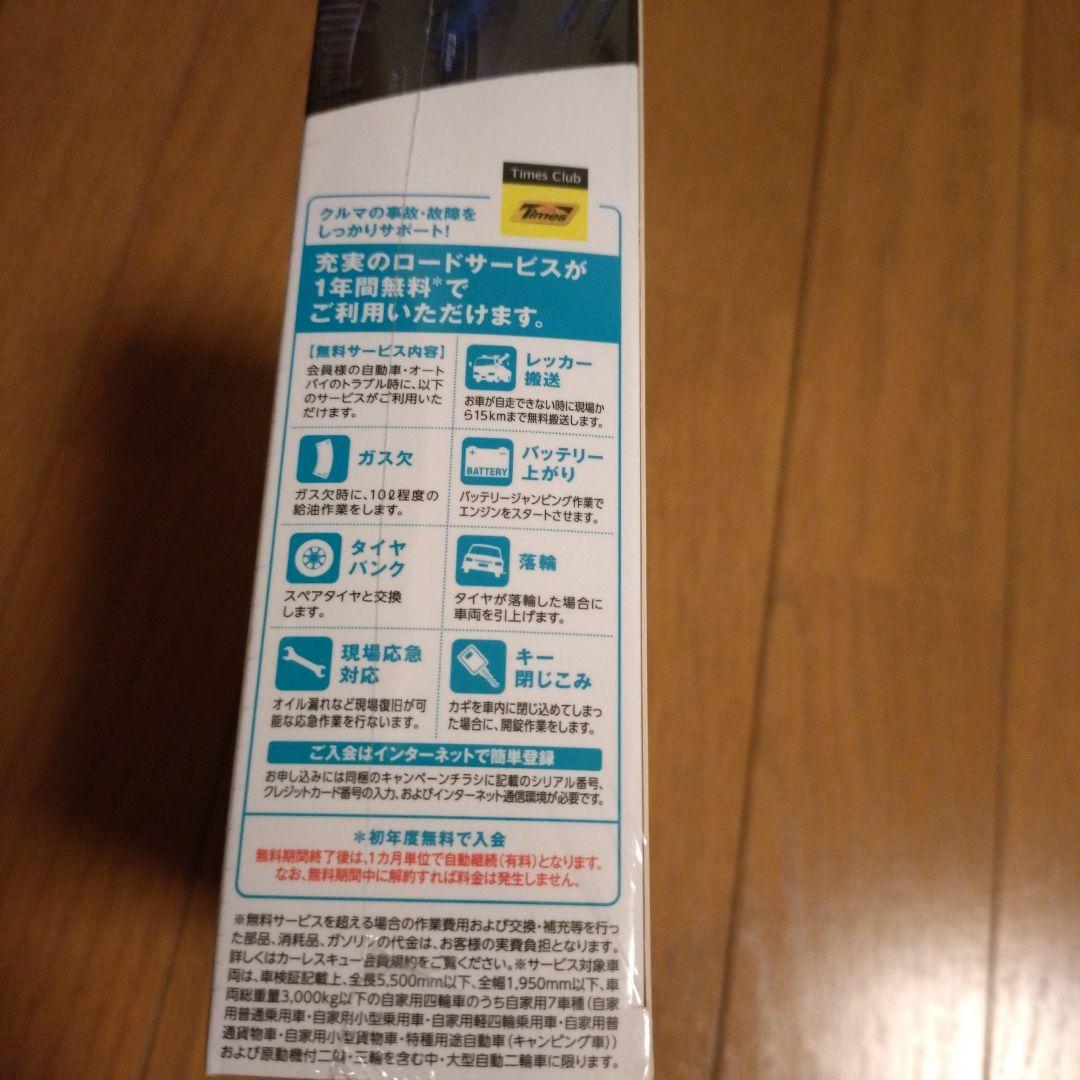 Times Club
Times
クルマの事故・故障を
しっかりサポート!
充実のロードサービスが
1年間無料*で
ご利用いただけます。
【無料サービス内容】
会員様の自動車・オート
バイのトラブル時に、以下
のサービスがご利用いた
だけます。
レッカー
搬送
お車が自走できない時に現場か
ら15kmまで無料搬送します。
ガス欠
ガス欠時に、10ℓ程度の
給油作業をします。
BATTERY
バッテリー
上がり
バッテリージャンピング作業で
エンジンをスタートさせます。
タイヤ
パンク
スペアタイヤと交換
します。
落輪
タイヤが落輪した場合に
車両を引上げます。
現場応急
対応
オイル漏れなど現場復旧が可
能な応急作業を行ないます。
キー
閉じこみ
カギを車内に閉じ込めてしまっ
た場合に、開錠作業をします。
ご入会はインターネットで簡単登録
お申し込みには同梱のキャンペーンチラシに記載のシリアル番号、
クレジットカード番号の入力、およびインターネット通信環境が必要です。
*初年度無料で入会
無料期間終了後は、1カ月単位で自動継続(有料)となります。
なお、無料期間中に解約すれば料金は発生しません。
※無料サービスを超える場合の作業費用および交換・補充等を行っ
た部品、消耗品、ガソリンの代金は、お客様の実費負担となります。
詳しくはカーレスキュー会員規約をご覧ください。※サービス対象車
両は、車検証記載上、全長5,500mm以下、全幅1,950mm以下、車
両総重量3,000kg以下の自家用四輪車のうち自家用7車種(自家
用普通乗用車・自家用小型乗用車・自家用軽四輪乗用車・自家用普
通貨物車・自家用小型貨物車・特種用途自動車(キャンピング車))
および原動機付二輪・三輪を含む中・大型自動二輪車に限ります。